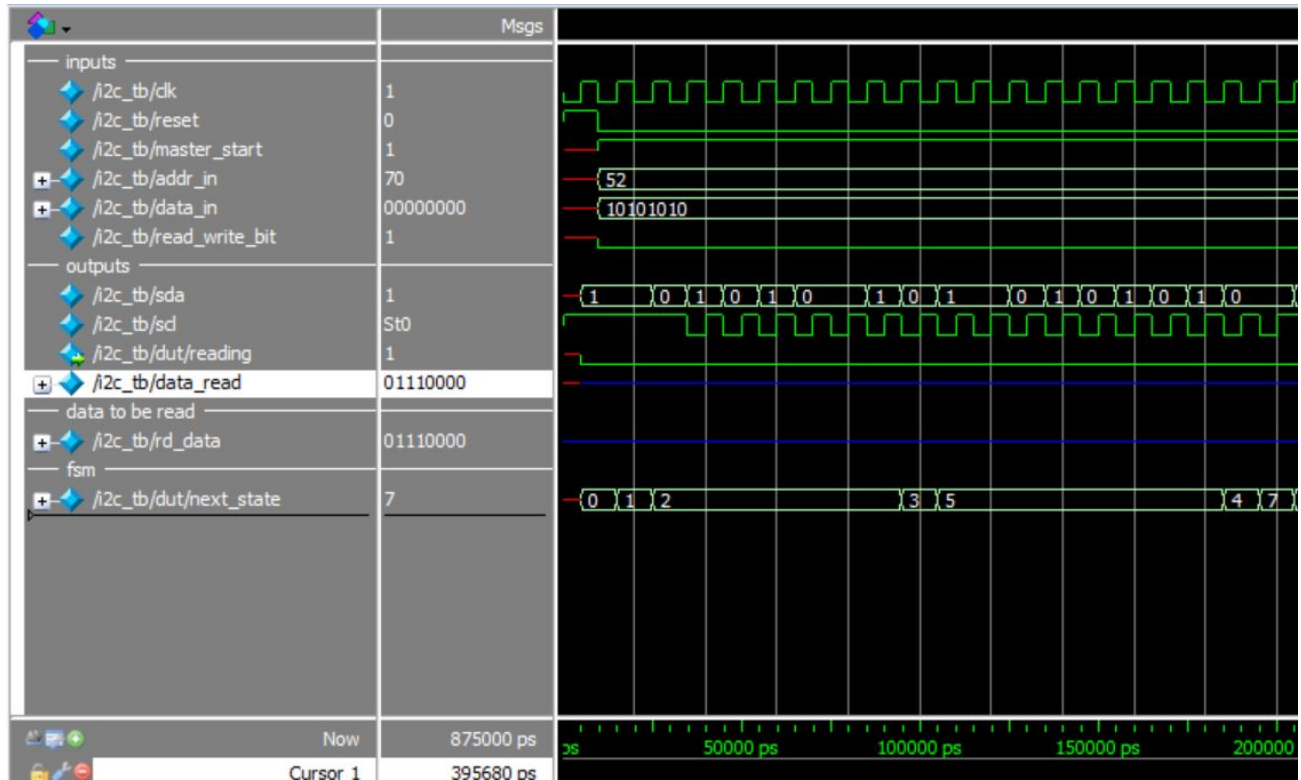 Msgs
inputs
/i2c_tb/clk 1
/i2c_tb/reset 0
/i2c_tb/master_start 1
/i2c_tb/addr_in 70 52
/i2c_tb/data_in 00000000 10101010
/i2c_tb/read_write_bit 1
outputs
/i2c_tb/sda 1 1 0 1 0 1 0 1 0 1 0 1 0 1 0 1 0
/i2c_tb/scl St0
/i2c_tb/dut/reading 1
/i2c_tb/data_read 01110000
data to be read
/i2c_tb/rd_data 01110000
fsm
/i2c_tb/dut/next_state 7 0 1 2 3 5 4 7
Now 875000 ps ps 50000 ps 100000 ps 150000 ps 200000
Cursor 1 395680 ps